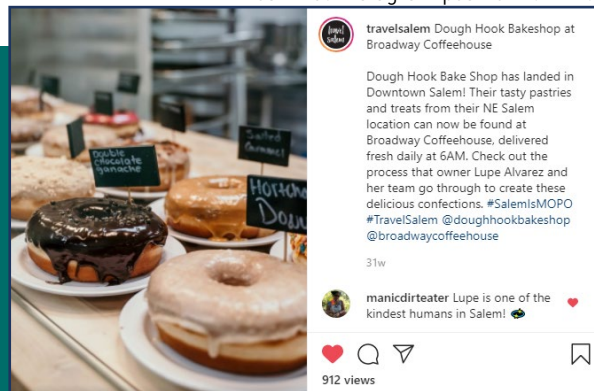 travelsalem Dough Hook Bakeshop at
Broadway Coffeehouse
Dough Hook Bake Shop has landed in
Downtown Salem! Their tasty pastries
and treats from their NE Salem
location can now be found at
Broadway Coffeehouse, delivered
fresh daily at 6AM. Check out the
process that owner Lupe Alvarez and
her team go through to create these
delicious confections. #SalemIsMOPO
#TravelSalem @doughhookbakeshop
@broadwaycoffeehouse
31w
manicdirteater Lupe is one of the
kindest humans in Salem!
912 views
travel
salem
Double
chocolate
ganache
Salted
Caramel